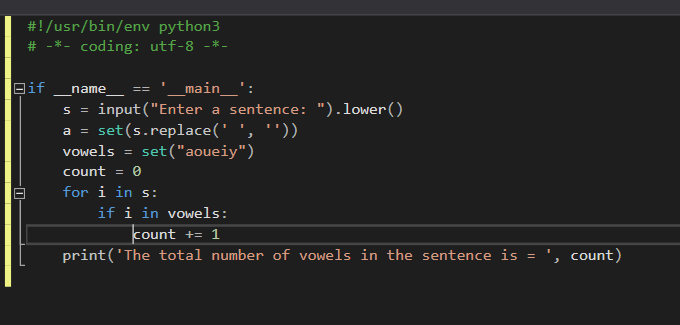 #!/usr/bin/env python3
# -*- coding: utf-8 -*-
if __name__ == '__main__':
s = input("Enter a sentence: ").lower()
a = set(s.replace(' ', ''))
vowels = set("aoueiy")
count = 0
for i in s:
if i in vowels:
count += 1
print('The total number of vowels in the sentence is = ', count)